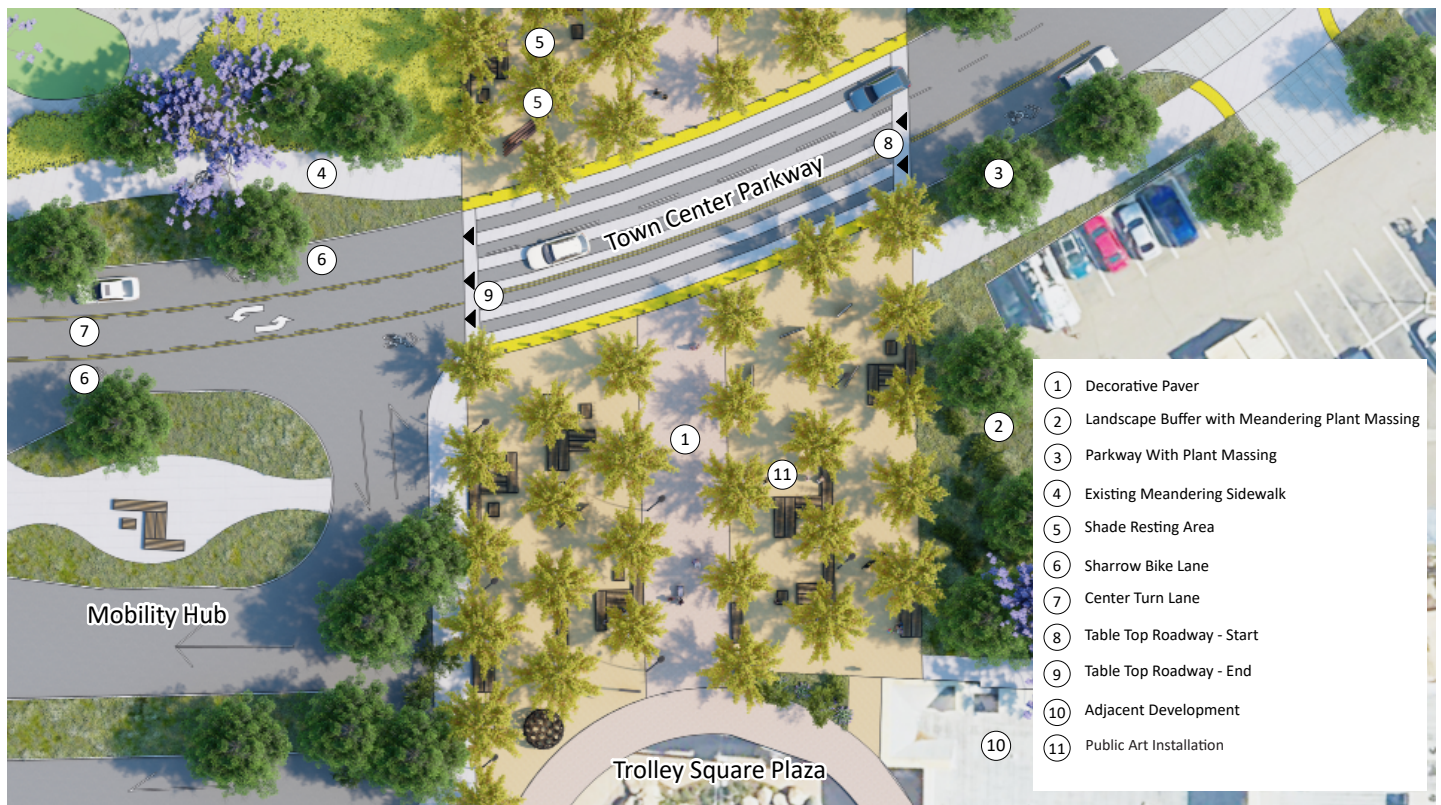 5
5
8
4
3
Town Center Parkway
6
9
7
6
1
2
11
Mobility Hub
Trolley Square Plaza
10
1 Decorative Paver
2 Landscape Buffer with Meandering Plant Massing
3 Parkway With Plant Massing
4 Existing Meandering Sidewalk
5 Shade Resting Area
6 Sharrow Bike Lane
7 Center Turn Lane
8 Table Top Roadway - Start
9 Table Top Roadway - End
10 Adjacent Development
11 Public Art Installation